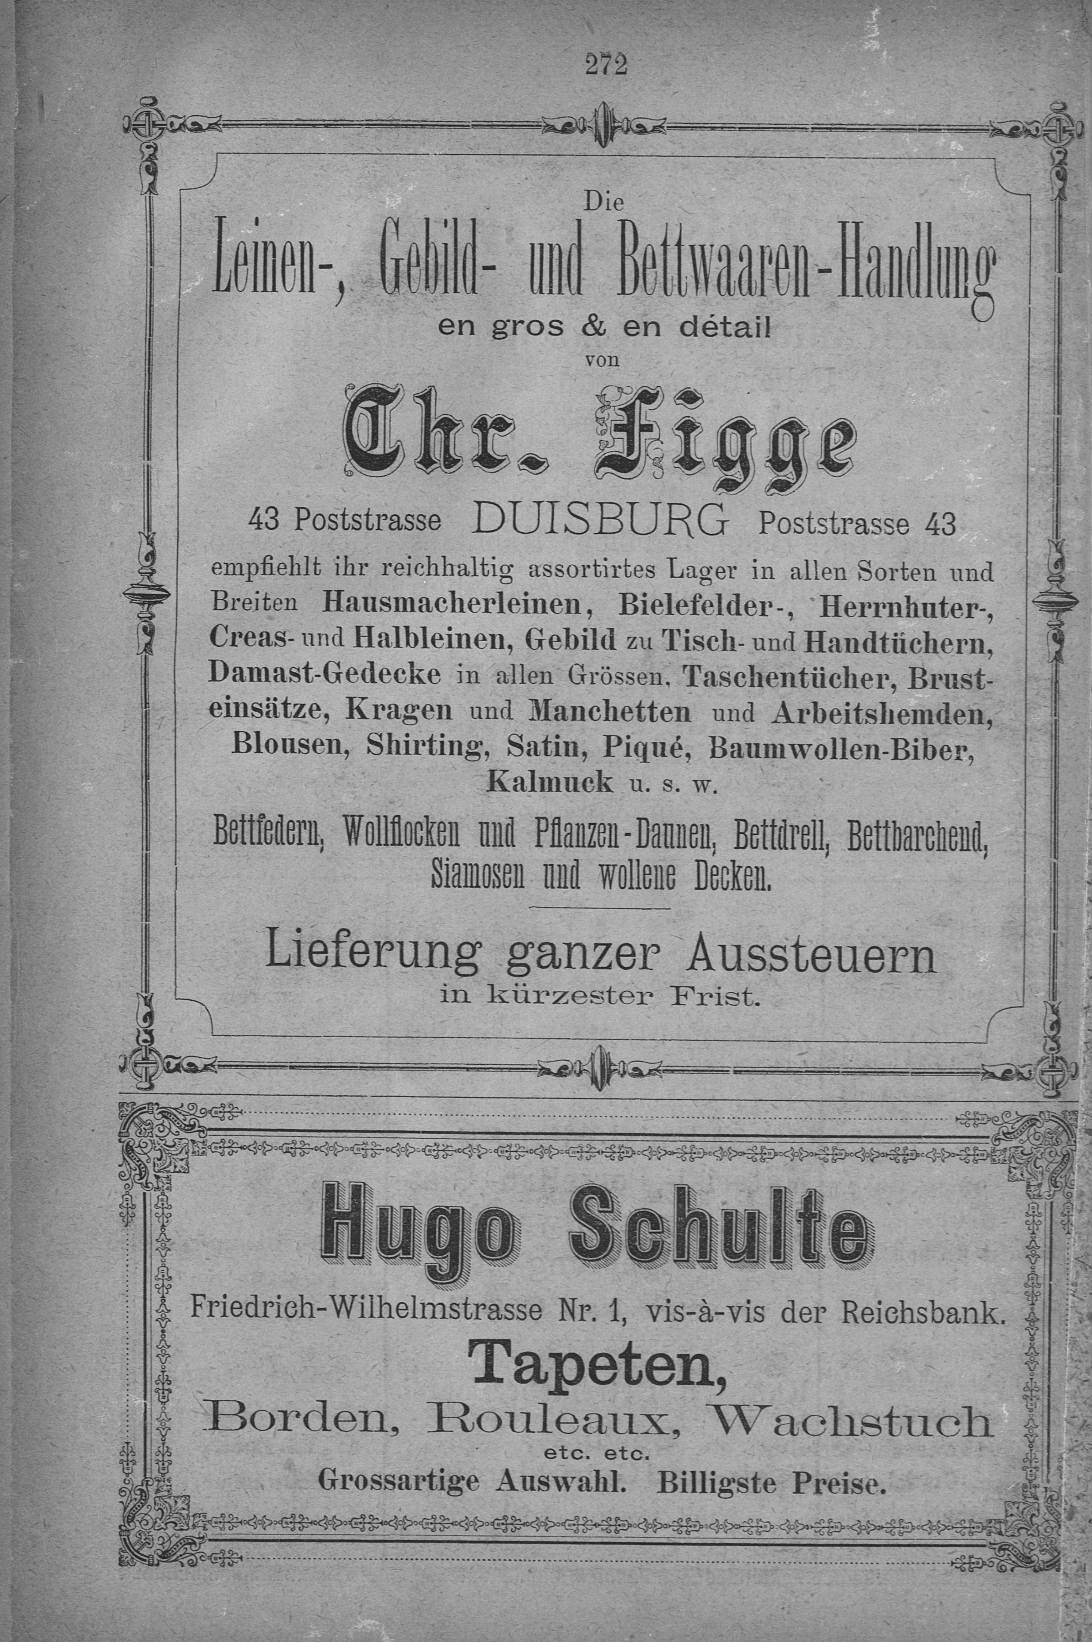 272
Die
Leinen-, Gebild- und Bettwaaren-Handlung
en gros & en détail
von
Chr. Figge
43 Poststrasse DUISBURG Poststrasse 43
empfiehlt ihr reichhaltig assortirtes Lager in allen Sorten und
Breiten Hausmacherleinen, Bielefelder-, Herrnhuter-,
Creas- und Halbleinen, Gebild zu Tisch- und Handtüchern,
Damast-Gedecke in allen Grössen, Taschentücher, Brust-
einsätze, Kragen und Manchetten und Arbeitshemden,
Blousen, Shirting, Satin, Piqué, Baumwollen-Biber,
Kalmuck u. s. w.
Bettfedern, Wollflocken und Pflanzen-Daunen, Bettdrell, Bettbarchend,
Siamosen und wollene Decken.
Lieferung ganzer Aussteuern
in kürzester Frist.
Hugo Schulte
Friedrich-Wilhelmstrasse Nr. 1, vis-à-vis der Reichsbank.
Tapeten,
Borden, Rouleaux, Wachstuch
etc. etc.
Grossartige Auswahl. Billigste Preise.